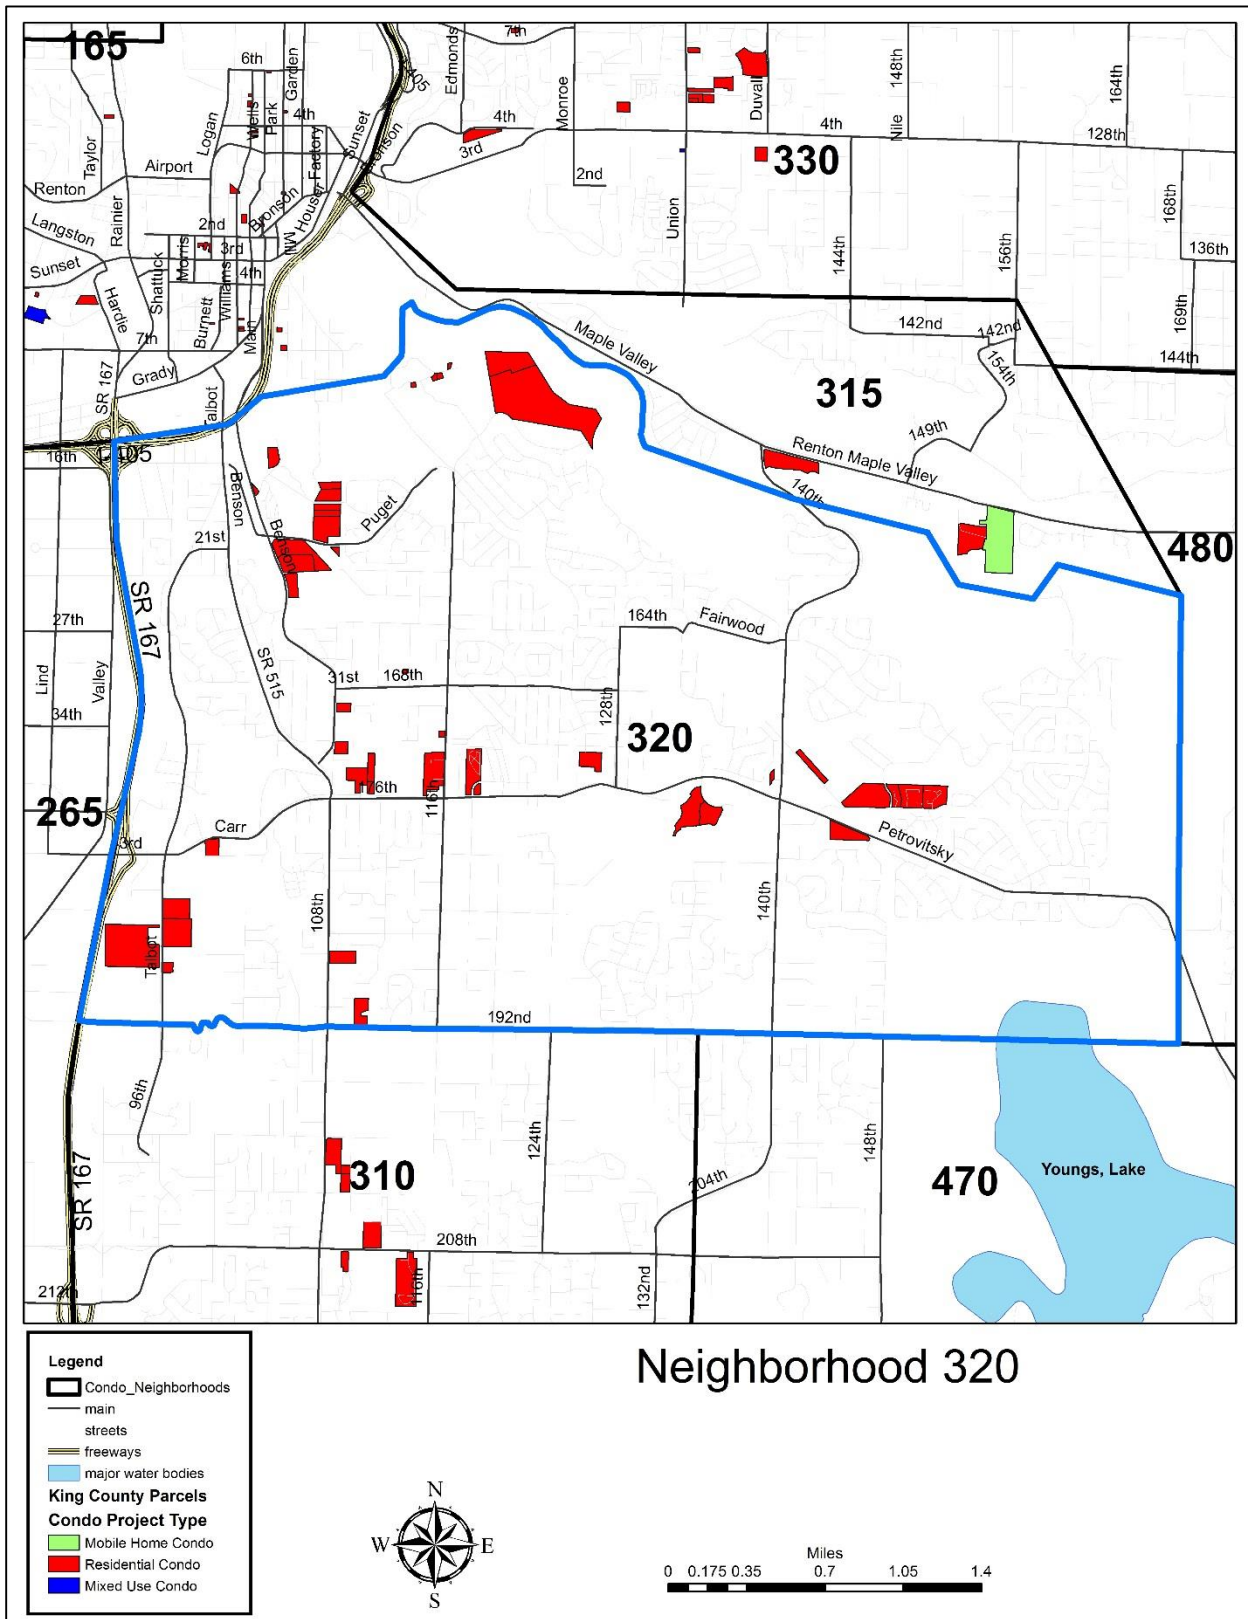 165
7th
Edmonds
148th
164th
6th
Garden
405
Monroe
Duvall
Wells
Park
4th
Logan
Taylor
Factory
Sunset
Bronson
4th
3rd
4th
Nile
128th
330
Airport
Renton
2nd
168th
Rainier
Langston
Bronson
Houser
Union
2nd
Mill
144th
156th
136th
Sunset
Morris
3rd
Shattuck
4th
Williams
Hardie
Burnett
Main
169th
142nd
142nd
7th
Maple Valley
144th
154th
Grady
SR 167
Talbot
315
149th
Renton Maple Valley
405
16th
140th
Benson
Puget
Benson
21st
480
SR 167
27th
164th
Fairwood
Lind
Valley
SR 515
31st
168th
34th
128th
320
176th
116th
265
Carr
3rd
Petrovitsky
108th
140th
Talbot
192nd
96th
124th
148th
310
470
Youngs, Lake
204th
SR 167
208th
116th
132nd
212th
Neighborhood 320
Legend
Condo_Neighborhoods
main
streets
freeways
major water bodies
King County Parcels
Condo Project Type
Mobile Home Condo
Residential Condo
Mixed Use Condo
N
W
E
S
Miles
0 0.175 0.35 0.7 1.05 1.4